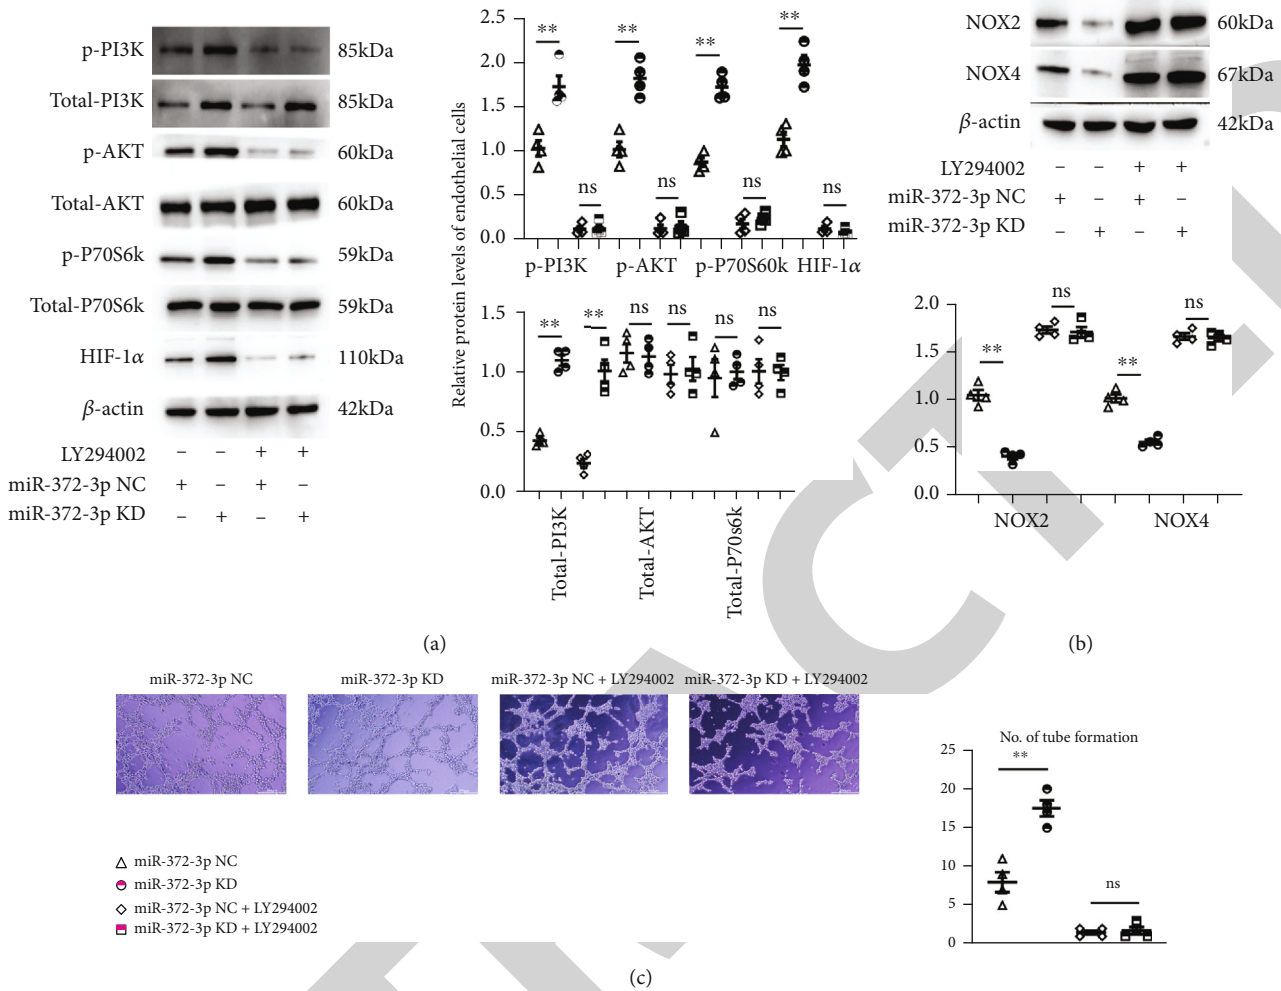 p-PI3K 85kDa
Total-PI3K 85kDa
p-AKT 60kDa
Total-AKT 60kDa
p-P70S6k 59kDa
Total-P70S6k 59kDa
HIF-1α 110kDa
β-actin 42kDa
LY294002 – – + +
miR-372-3p NC + – + –
miR-372-3p KD – + – +
Relative protein levels of endothelial cells
2.5
2.0
1.5
1.0
0.5
0.0
** ** ** **
ns ns ns ns
p-PI3K p-AKT p-P70S60k HIF-1α
1.5
1.0
0.5
0.0
** ** ns ns ns ns
Total-PI3K
Total-AKT
Total-P70s6k
(a)
NOX2 60kDa
NOX4 67kDa
β-actin 42kDa
LY294002 – – + +
miR-372-3p NC + – + –
miR-372-3p KD – + – +
2.0
1.5
1.0
0.5
0.0
** ns ** ns
NOX2 NOX4
(b)
miR-372-3p NC
miR-372-3p KD
miR-372-3p NC + LY294002
miR-372-3p KD + LY294002
miR-372-3p NC
miR-372-3p KD
miR-372-3p NC + LY294002
miR-372-3p KD + LY294002
No. of tube formation
25
20
15
10
5
0
**
ns
(c)